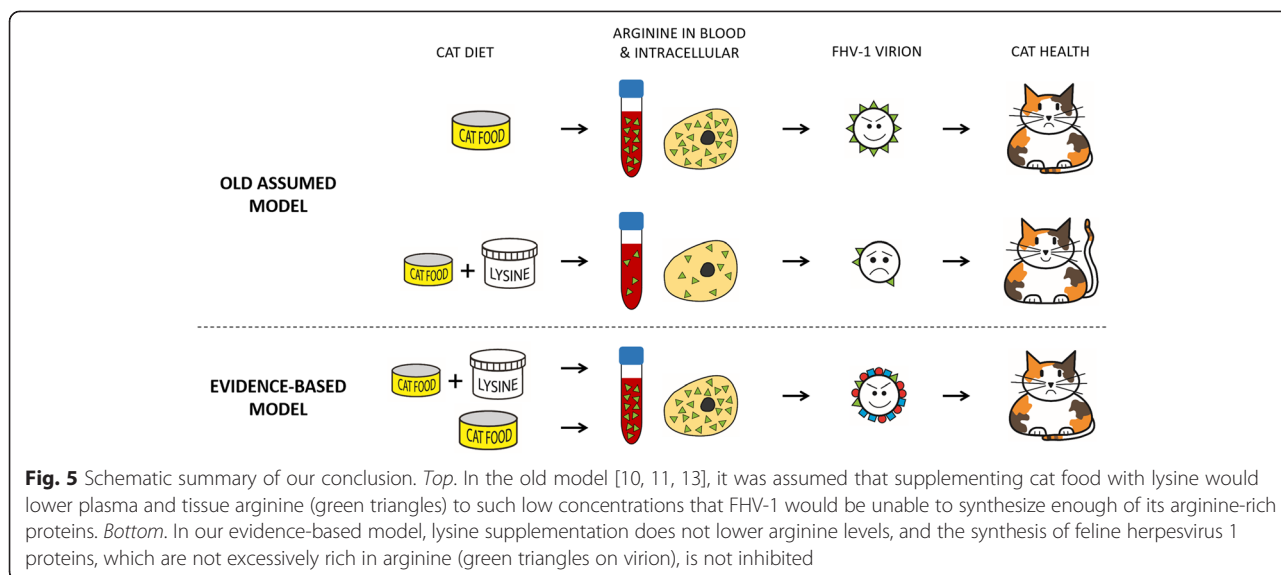 CAT DIET
ARGININE IN BLOOD
& INTRACELLULAR
FHV-1 VIRION
CAT HEALTH
CAT FOOD
OLD ASSUMED
MODEL
CAT FOOD
+
LYSINE
EVIDENCE-BASED
MODEL
CAT FOOD
+
LYSINE
CAT FOOD
Fig. 5 Schematic summary of our conclusion. Top. In the old model [10, 11, 13], it was assumed that supplementing cat food with lysine would
lower plasma and tissue arginine (green triangles) to such low concentrations that FHV-1 would be unable to synthesize enough of its arginine-rich
proteins. Bottom. In our evidence-based model, lysine supplementation does not lower arginine levels, and the synthesis of feline herpesvirus 1
proteins, which are not excessively rich in arginine (green triangles on virion), is not inhibited